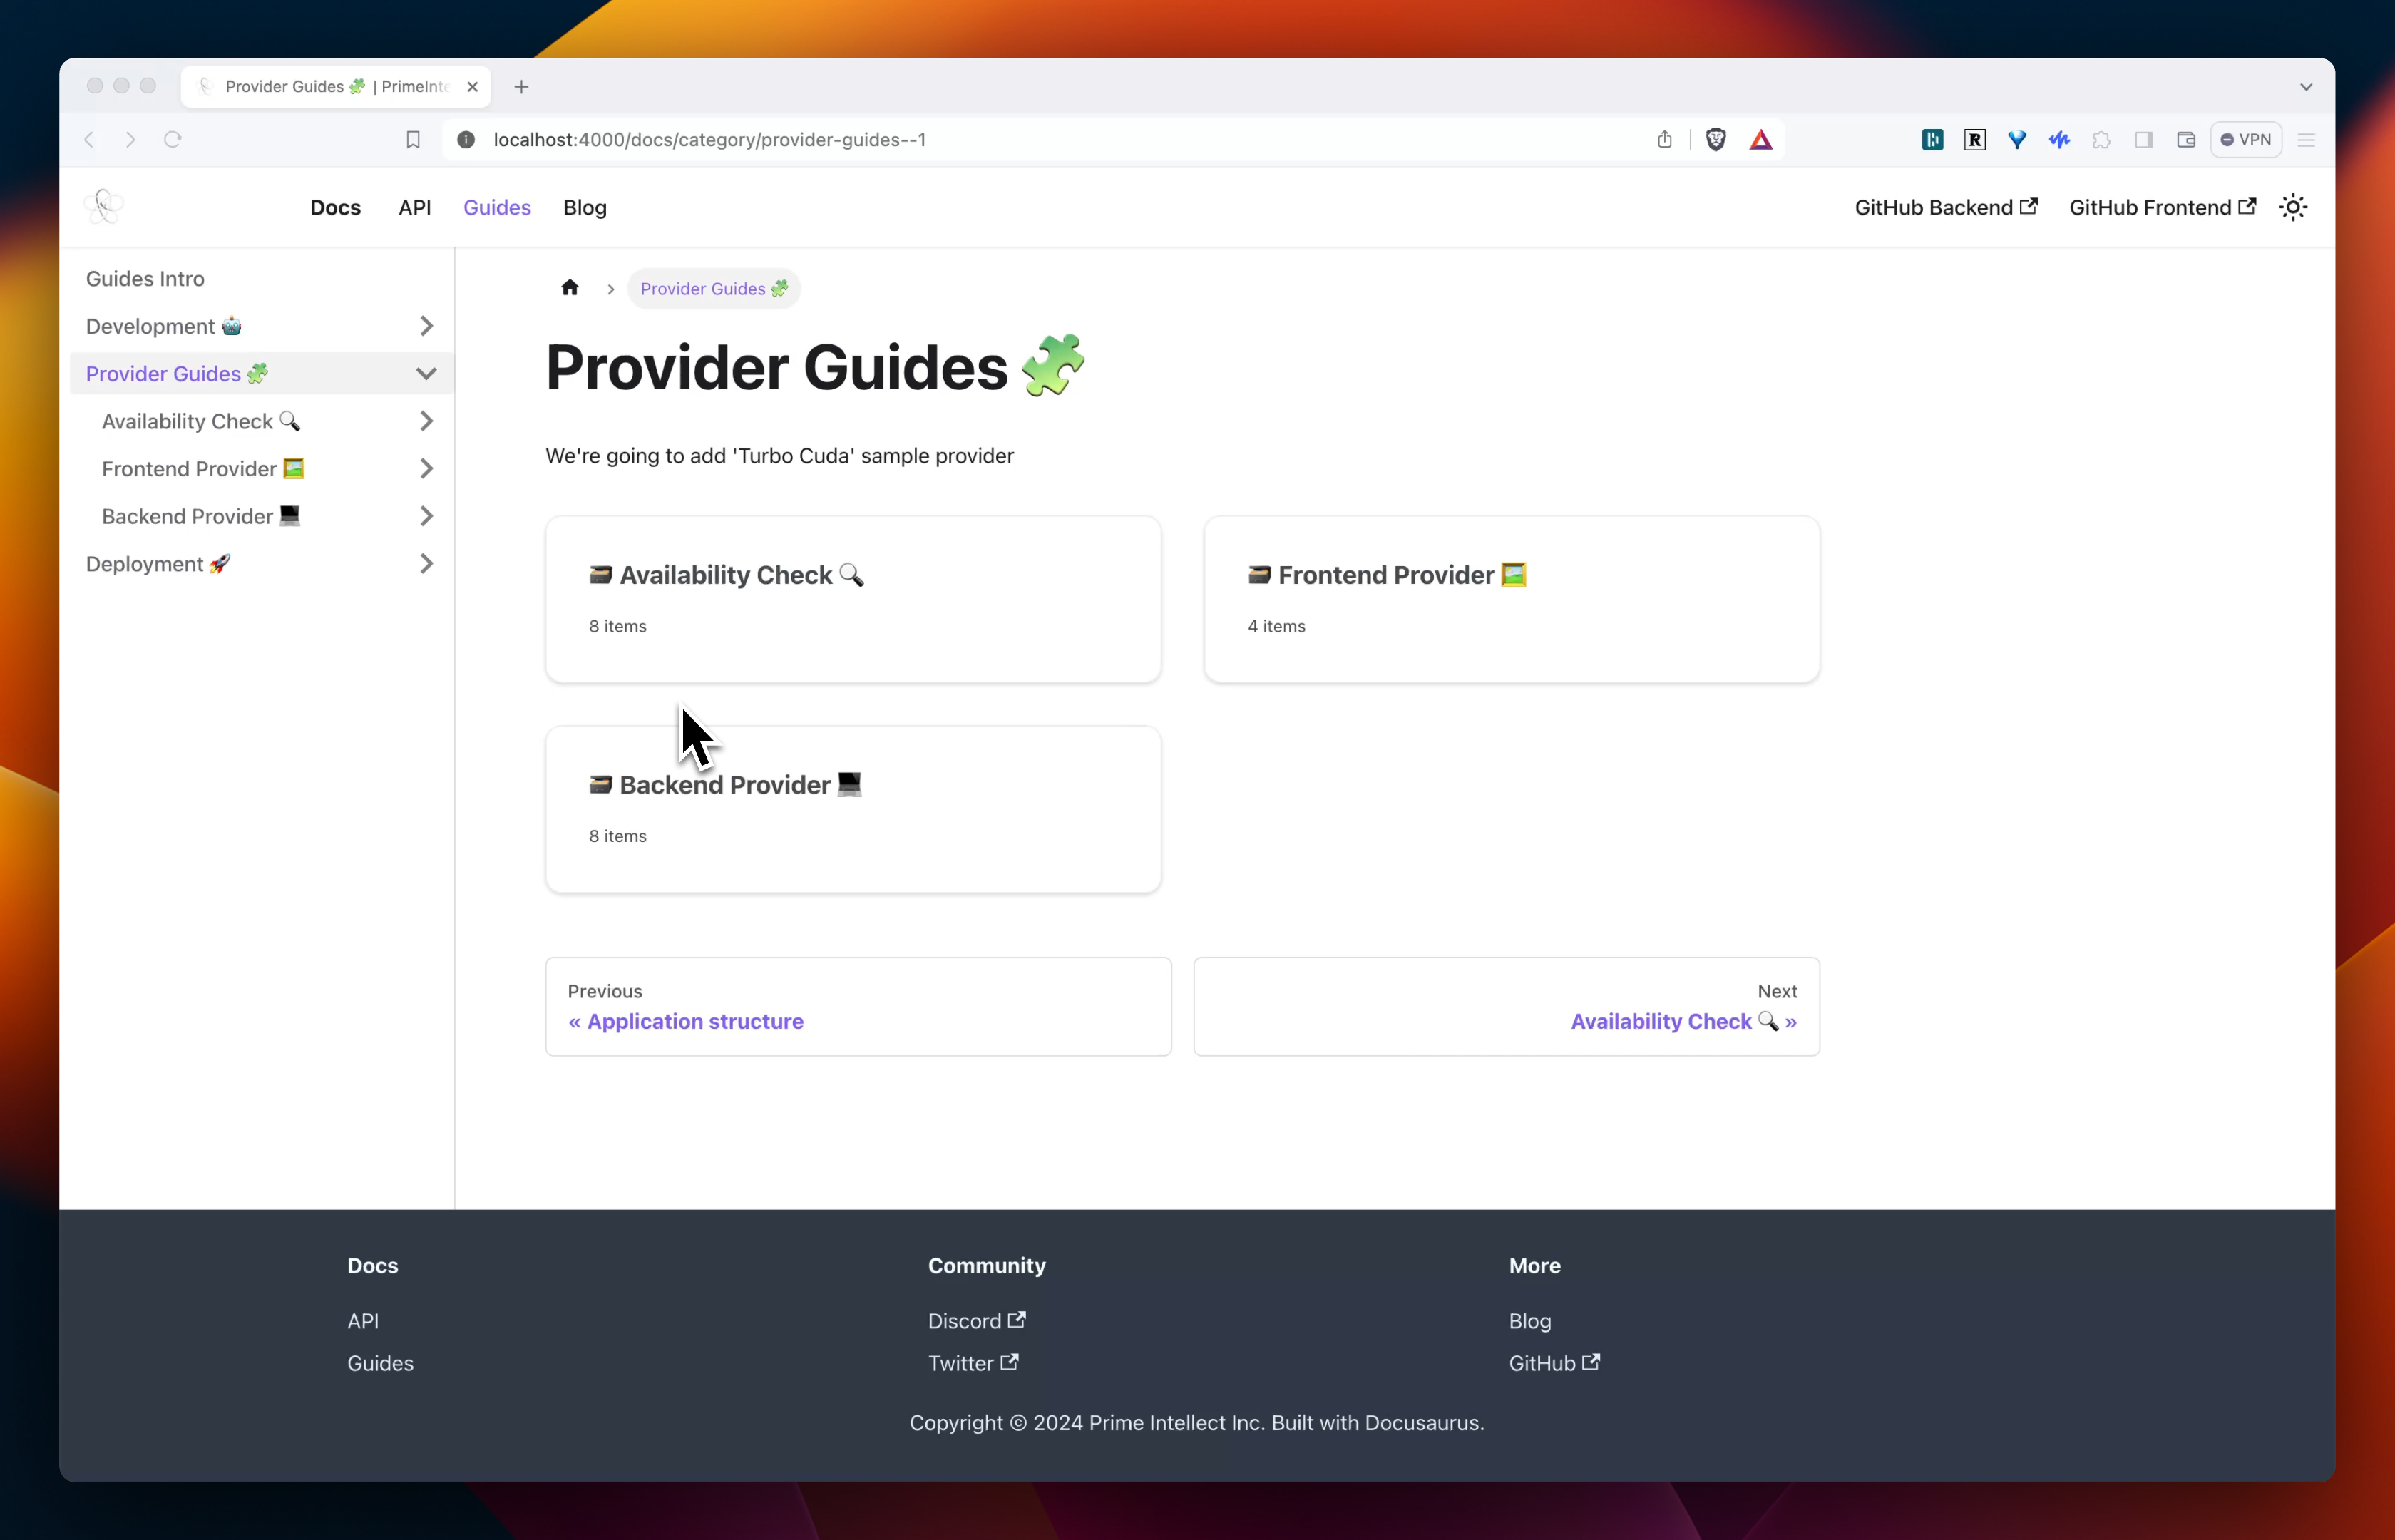 Provider Guides 🧩 | PrimeInte
localhost:4000/docs/category/provider-guides--1
VPN
Docs
API
Guides
Blog
GitHub Backend
GitHub Frontend
Guides Intro
Development 🤖
Provider Guides 🧩
Availability Check 🔍
Frontend Provider 🖼️
Backend Provider 💻
Deployment 🚀
Provider Guides 🧩
Provider Guides 🧩
We're going to add 'Turbo Cuda' sample provider
🗃️ Availability Check 🔍
8 items
🗃️ Frontend Provider 🖼️
4 items
🗃️ Backend Provider 💻
8 items
Previous
« Application structure
Next
Availability Check 🔍 »
Docs
API
Guides
Community
Discord
Twitter
More
Blog
GitHub
Copyright © 2024 Prime Intellect Inc. Built with Docusaurus.